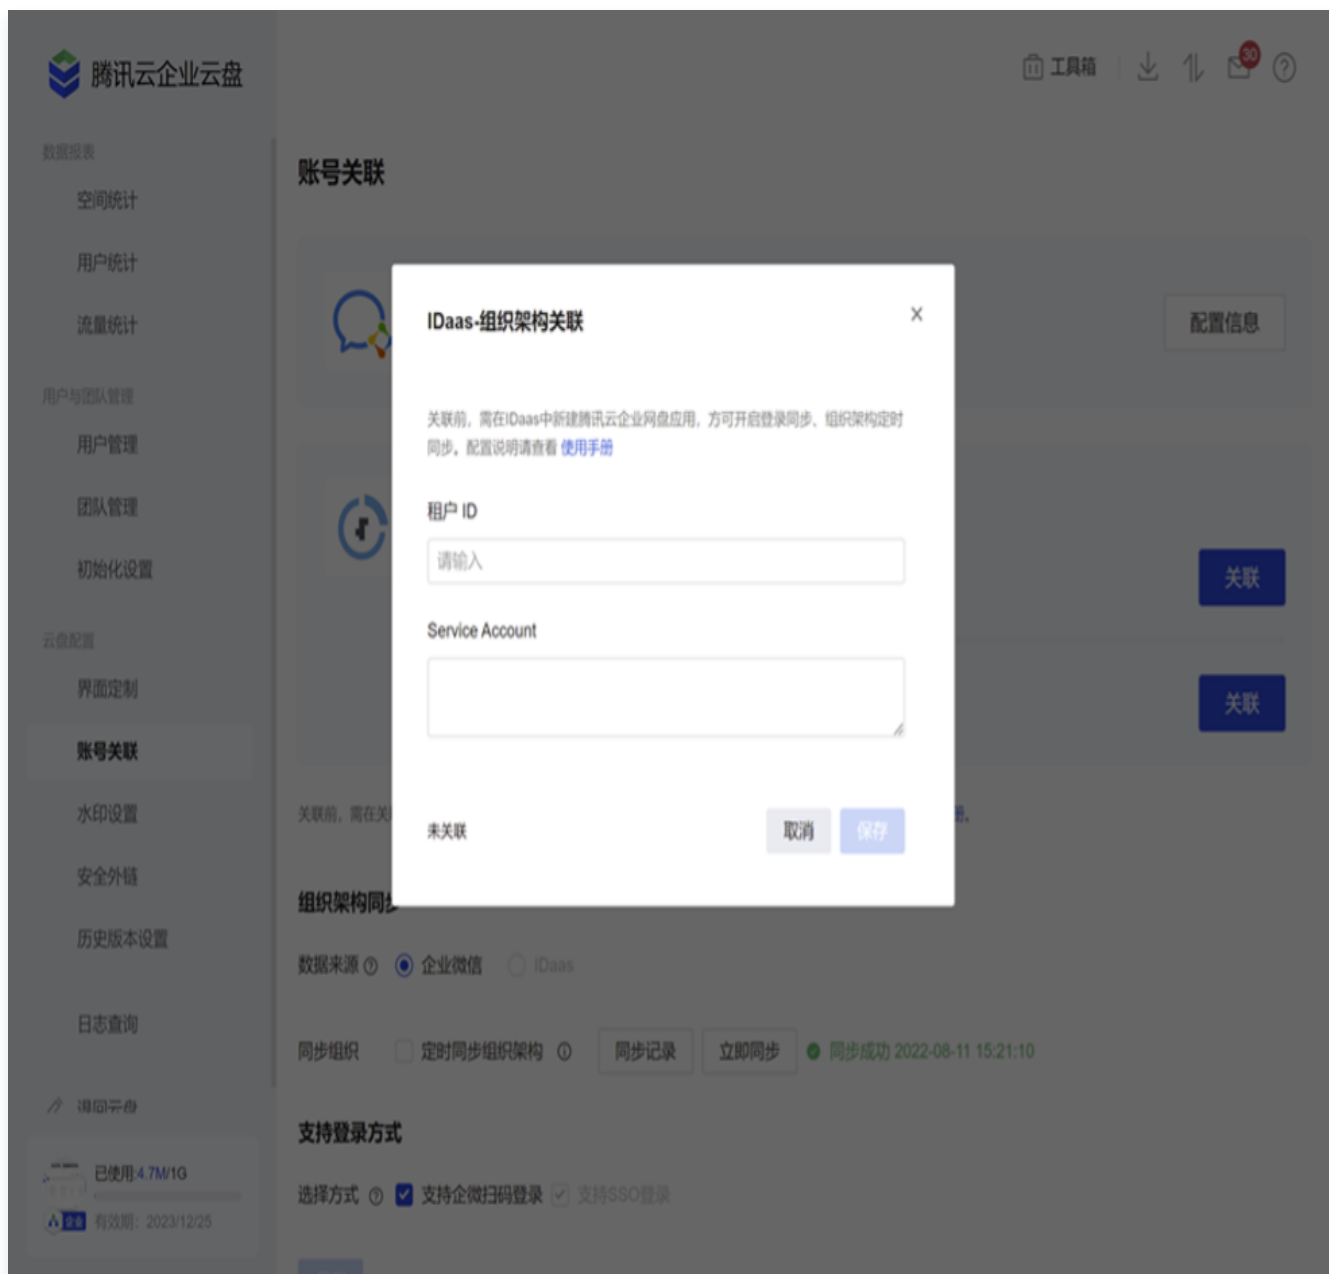 腾讯云企业云盘
工具箱
30
数据报表
空间统计
用户统计
流量统计
用户与团队管理
用户管理
团队管理
初始化设置
云盘配置
界面定制
账号关联
水印设置
安全外链
历史版本设置
日志查询
退回云盘
已使用:4.7M/1G
企业 有效期：2023/12/25
账号关联
配置信息
关联
关联
IDaas-组织架构关联
关联前，需在IDaas中新建腾讯云企业网盘应用，方可开启登录同步、组织架构定时
同步。配置说明请查看 使用手册
租户 ID
请输入
Service Account
未关联
取消
保存
关联前，需在关
册。
组织架构同步
数据来源 企业微信 IDaas
同步组织 定时同步组织架构 同步记录 立即同步 同步成功 2022-08-11 15:21:10
支持登录方式
选择方式 支持企微扫码登录 支持SSO登录